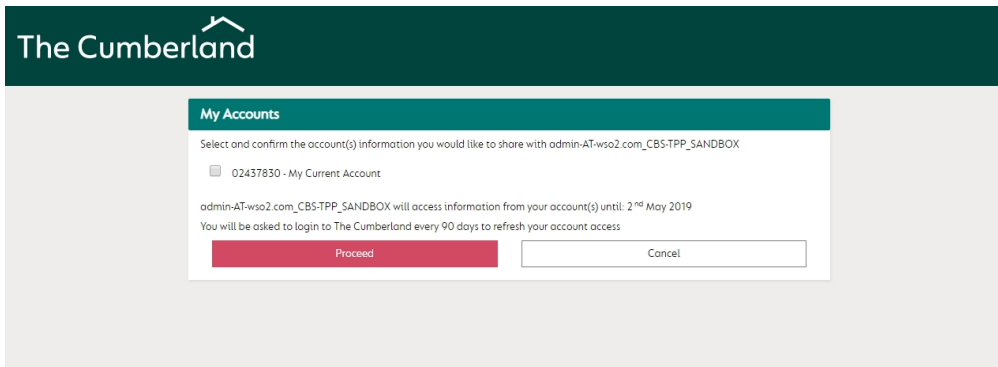 The Cumberland
My Accounts
Select and confirm the account(s) information you would like to share with admin-AT-wso2.com_CBS-TPP_SANDBOX
02437830 - My Current Account
admin-AT-wso2.com_CBS-TPP_SANDBOX will access information from your account(s) until: 2nd May 2019
You will be asked to login to The Cumberland every 90 days to refresh your account access
Proceed Cancel